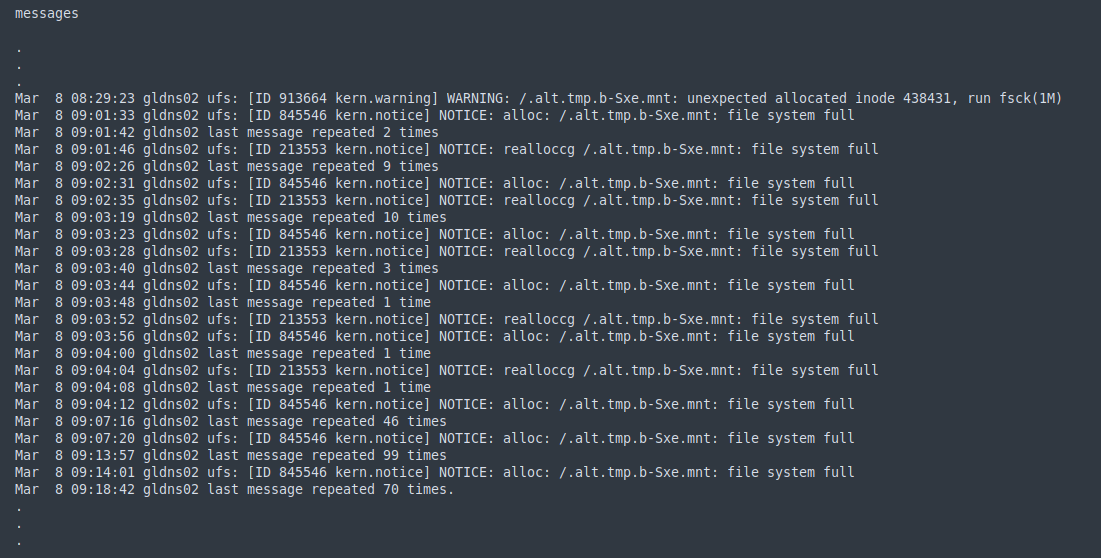 messages
.
.
.
Mar  8 08:29:23 gldns02 ufs: [ID 913664 kern.warning] WARNING: /.alt.tmp.b-Sxe.mnt: unexpected allocated inode 438431, run fsck(1M)
Mar  8 09:01:33 gldns02 ufs: [ID 845546 kern.notice] NOTICE: alloc: /.alt.tmp.b-Sxe.mnt: file system full
Mar  8 09:01:42 gldns02 last message repeated 2 times
Mar  8 09:01:46 gldns02 ufs: [ID 213553 kern.notice] NOTICE: realloccg /.alt.tmp.b-Sxe.mnt: file system full
Mar  8 09:02:26 gldns02 last message repeated 9 times
Mar  8 09:02:31 gldns02 ufs: [ID 845546 kern.notice] NOTICE: alloc: /.alt.tmp.b-Sxe.mnt: file system full
Mar  8 09:02:35 gldns02 ufs: [ID 213553 kern.notice] NOTICE: realloccg /.alt.tmp.b-Sxe.mnt: file system full
Mar  8 09:03:19 gldns02 last message repeated 10 times
Mar  8 09:03:23 gldns02 ufs: [ID 845546 kern.notice] NOTICE: alloc: /.alt.tmp.b-Sxe.mnt: file system full
Mar  8 09:03:28 gldns02 ufs: [ID 213553 kern.notice] NOTICE: realloccg /.alt.tmp.b-Sxe.mnt: file system full
Mar  8 09:03:40 gldns02 last message repeated 3 times
Mar  8 09:03:44 gldns02 ufs: [ID 845546 kern.notice] NOTICE: alloc: /.alt.tmp.b-Sxe.mnt: file system full
Mar  8 09:03:48 gldns02 last message repeated 1 time
Mar  8 09:03:52 gldns02 ufs: [ID 213553 kern.notice] NOTICE: realloccg /.alt.tmp.b-Sxe.mnt: file system full
Mar  8 09:03:56 gldns02 ufs: [ID 845546 kern.notice] NOTICE: alloc: /.alt.tmp.b-Sxe.mnt: file system full
Mar  8 09:04:00 gldns02 last message repeated 1 time
Mar  8 09:04:04 gldns02 ufs: [ID 213553 kern.notice] NOTICE: realloccg /.alt.tmp.b-Sxe.mnt: file system full
Mar  8 09:04:08 gldns02 last message repeated 1 time
Mar  8 09:04:12 gldns02 ufs: [ID 845546 kern.notice] NOTICE: alloc: /.alt.tmp.b-Sxe.mnt: file system full
Mar  8 09:07:16 gldns02 last message repeated 46 times
Mar  8 09:07:20 gldns02 ufs: [ID 845546 kern.notice] NOTICE: alloc: /.alt.tmp.b-Sxe.mnt: file system full
Mar  8 09:13:57 gldns02 last message repeated 99 times
Mar  8 09:14:01 gldns02 ufs: [ID 845546 kern.notice] NOTICE: alloc: /.alt.tmp.b-Sxe.mnt: file system full
Mar  8 09:18:42 gldns02 last message repeated 70 times.
.
.
.